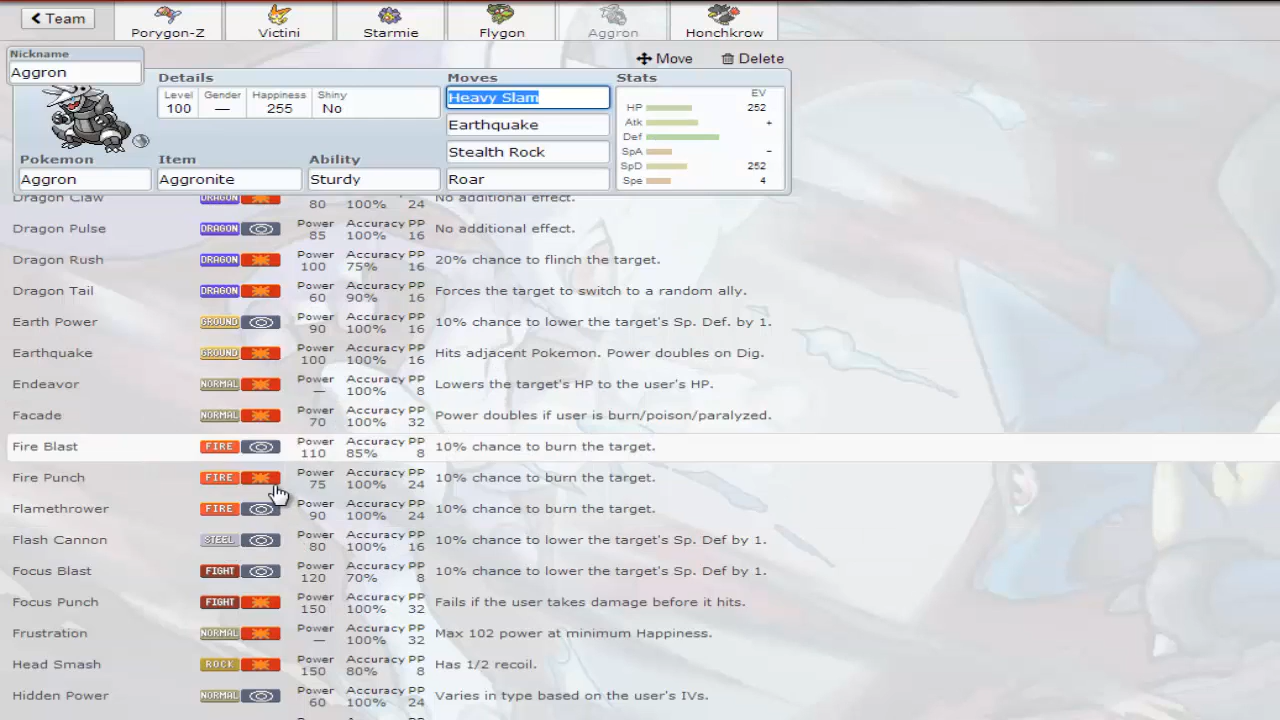 Team
Porygon-Z
Victini
Starmie
Flygon
Aggron
Honchkrow
Nickname
Aggron
Move
Delete
Details
Moves
Stats
Level Gender Happiness Shiny
100 — 255 No
Heavy Slam
Earthquake
Stealth Rock
Roar
EV
HP 252
Atk +
Def
SpA −
SpD 252
Spe 4
Pokemon Item Ability
Aggron Aggronite Sturdy
Dragon Claw DRAGON 80 100% 24 No additional effect.
Dragon Pulse DRAGON Power 85 Accuracy 100% PP 16 No additional effect.
Dragon Rush DRAGON Power 100 Accuracy 75% PP 16 20% chance to flinch the target.
Dragon Tail DRAGON Power 60 Accuracy 90% PP 16 Forces the target to switch to a random ally.
Earth Power GROUND Power 90 Accuracy 100% PP 16 10% chance to lower the target's Sp. Def. by 1.
Earthquake GROUND Power 100 Accuracy 100% PP 16 Hits adjacent Pokemon. Power doubles on Dig.
Endeavor NORMAL Power — Accuracy 100% PP 8 Lowers the target's HP to the user's HP.
Facade NORMAL Power 70 Accuracy 100% PP 32 Power doubles if user is burn/poison/paralyzed.
Fire Blast FIRE Power 110 Accuracy 85% PP 8 10% chance to burn the target.
Fire Punch FIRE Power 75 Accuracy 100% PP 24 10% chance to burn the target.
Flamethrower FIRE Power 90 Accuracy 100% PP 24 10% chance to burn the target.
Flash Cannon STEEL Power 80 Accuracy 100% PP 16 10% chance to lower the target's Sp. Def by 1.
Focus Blast FIGHT Power 120 Accuracy 70% PP 8 10% chance to lower the target's Sp. Def by 1.
Focus Punch FIGHT Power 150 Accuracy 100% PP 32 Fails if the user takes damage before it hits.
Frustration NORMAL Power — Accuracy 100% PP 32 Max 102 power at minimum Happiness.
Head Smash ROCK Power 150 Accuracy 80% PP 8 Has 1/2 recoil.
Hidden Power NORMAL Power 60 Accuracy 100% PP 24 Varies in type based on the user's IVs.
Power Accuracy PP